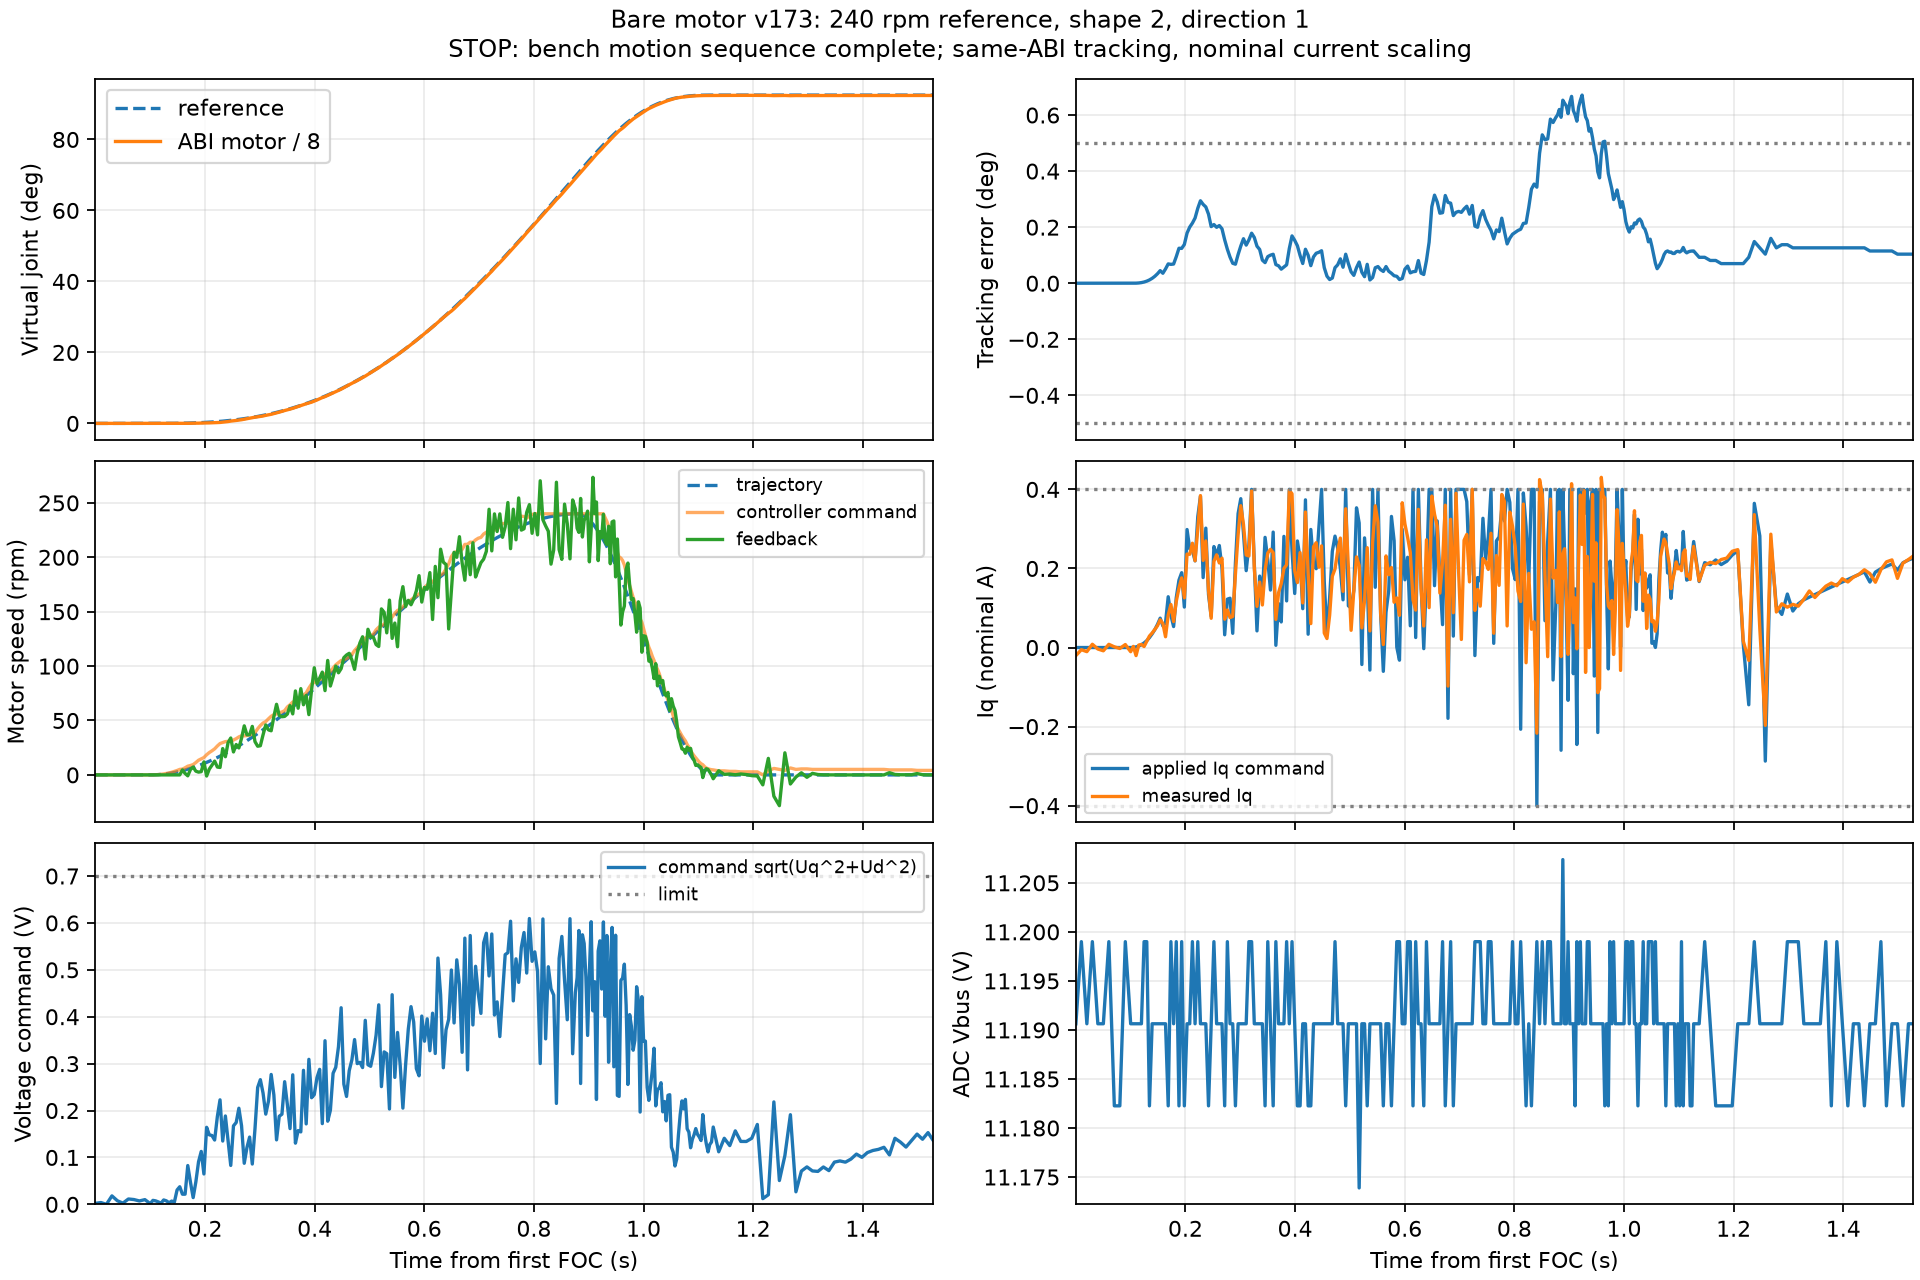 Bare motor v173: 240 rpm reference, shape 2, direction 1
STOP: bench motion sequence complete; same-ABI tracking, nominal current scaling
Virtual joint (deg)
80
60
40
20
0
reference
ABI motor / 8
Tracking error (deg)
0.6
0.4
0.2
0.0
−0.2
−0.4
Motor speed (rpm)
250
200
150
100
50
0
trajectory
controller command
feedback
Iq (nominal A)
0.4
0.2
0.0
−0.2
−0.4
applied Iq command
measured Iq
Voltage command (V)
0.7
0.6
0.5
0.4
0.3
0.2
0.1
0.0
command sqrt(Uq^2+Ud^2)
limit
0.2 0.4 0.6 0.8 1.0 1.2 1.4
Time from first FOC (s)
ADC Vbus (V)
11.205
11.200
11.195
11.190
11.185
11.180
11.175
0.2 0.4 0.6 0.8 1.0 1.2 1.4
Time from first FOC (s)